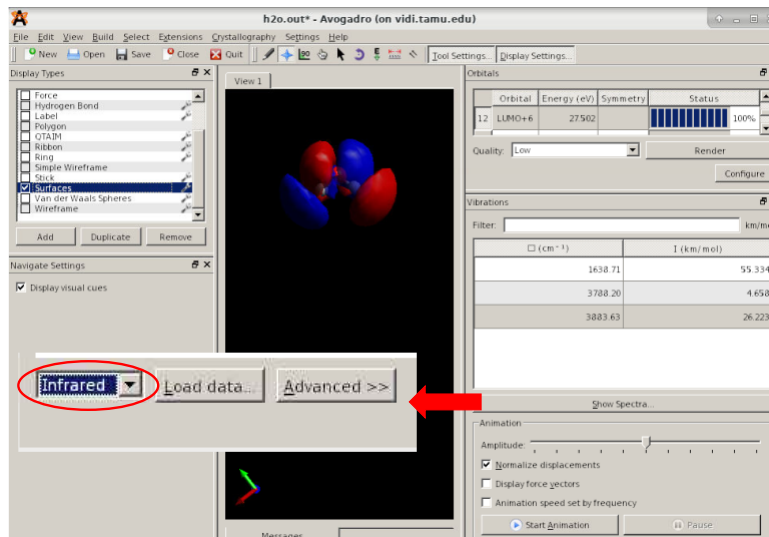 h2o.out* - Avogadro (on vidi.tamu.edu)
File Edit View Build Select Extensions Crystallography Settings Help
New Open Save Close Quit Tool Settings... Display Settings...
Display Types
Force
Hydrogen Bond
Label
Polygon
QTAIM
Ribbon
Ring
Simple Wireframe
Stick
Surfaces
Van der Waals Spheres
Wireframe
Add Duplicate Remove
Navigate Settings
Display visual cues
View 1
Infrared Load data... Advanced >>
Messages
Orbitals
Orbital Energy (eV) Symmetry Status
12 LUMO+6 27.502 100%
Quality: Low Render
Configure
Vibrations
Filter: km/mo
(cm⁻¹) I (km/mol)
1638.71 55.334
3788.20 4.658
3883.63 26.223
Show Spectra...
Animation
Amplitude:
Normalize displacements
Display force vectors
Animation speed set by frequency
Start Animation Pause